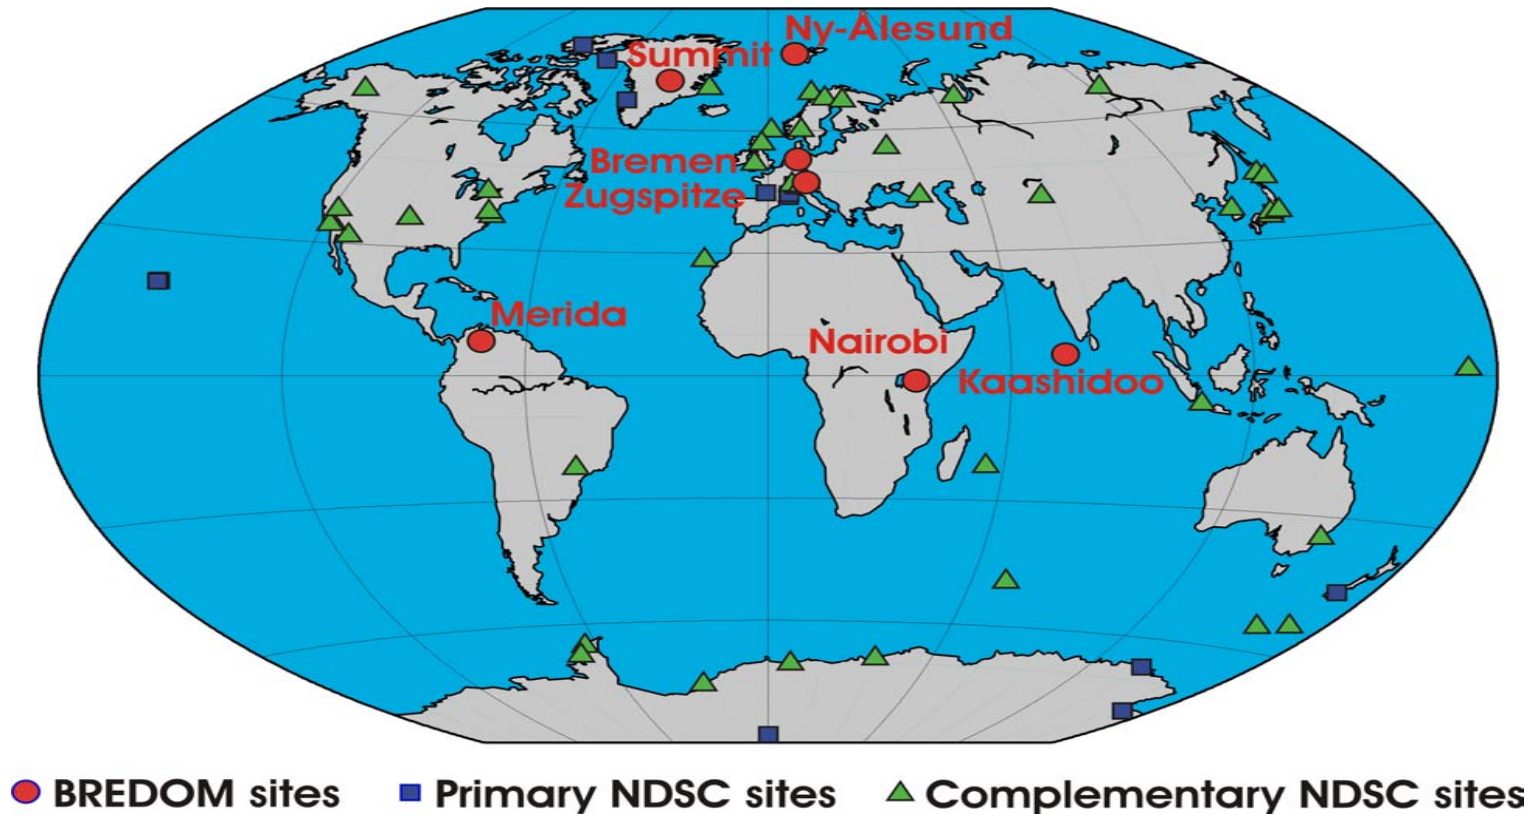 Ny-Ålesund
Summit
Bremen
Zugspitze
Merida
Nairobi
Kaashidoo
BREDOM sites
Primary NDSC sites
Complementary NDSC sites